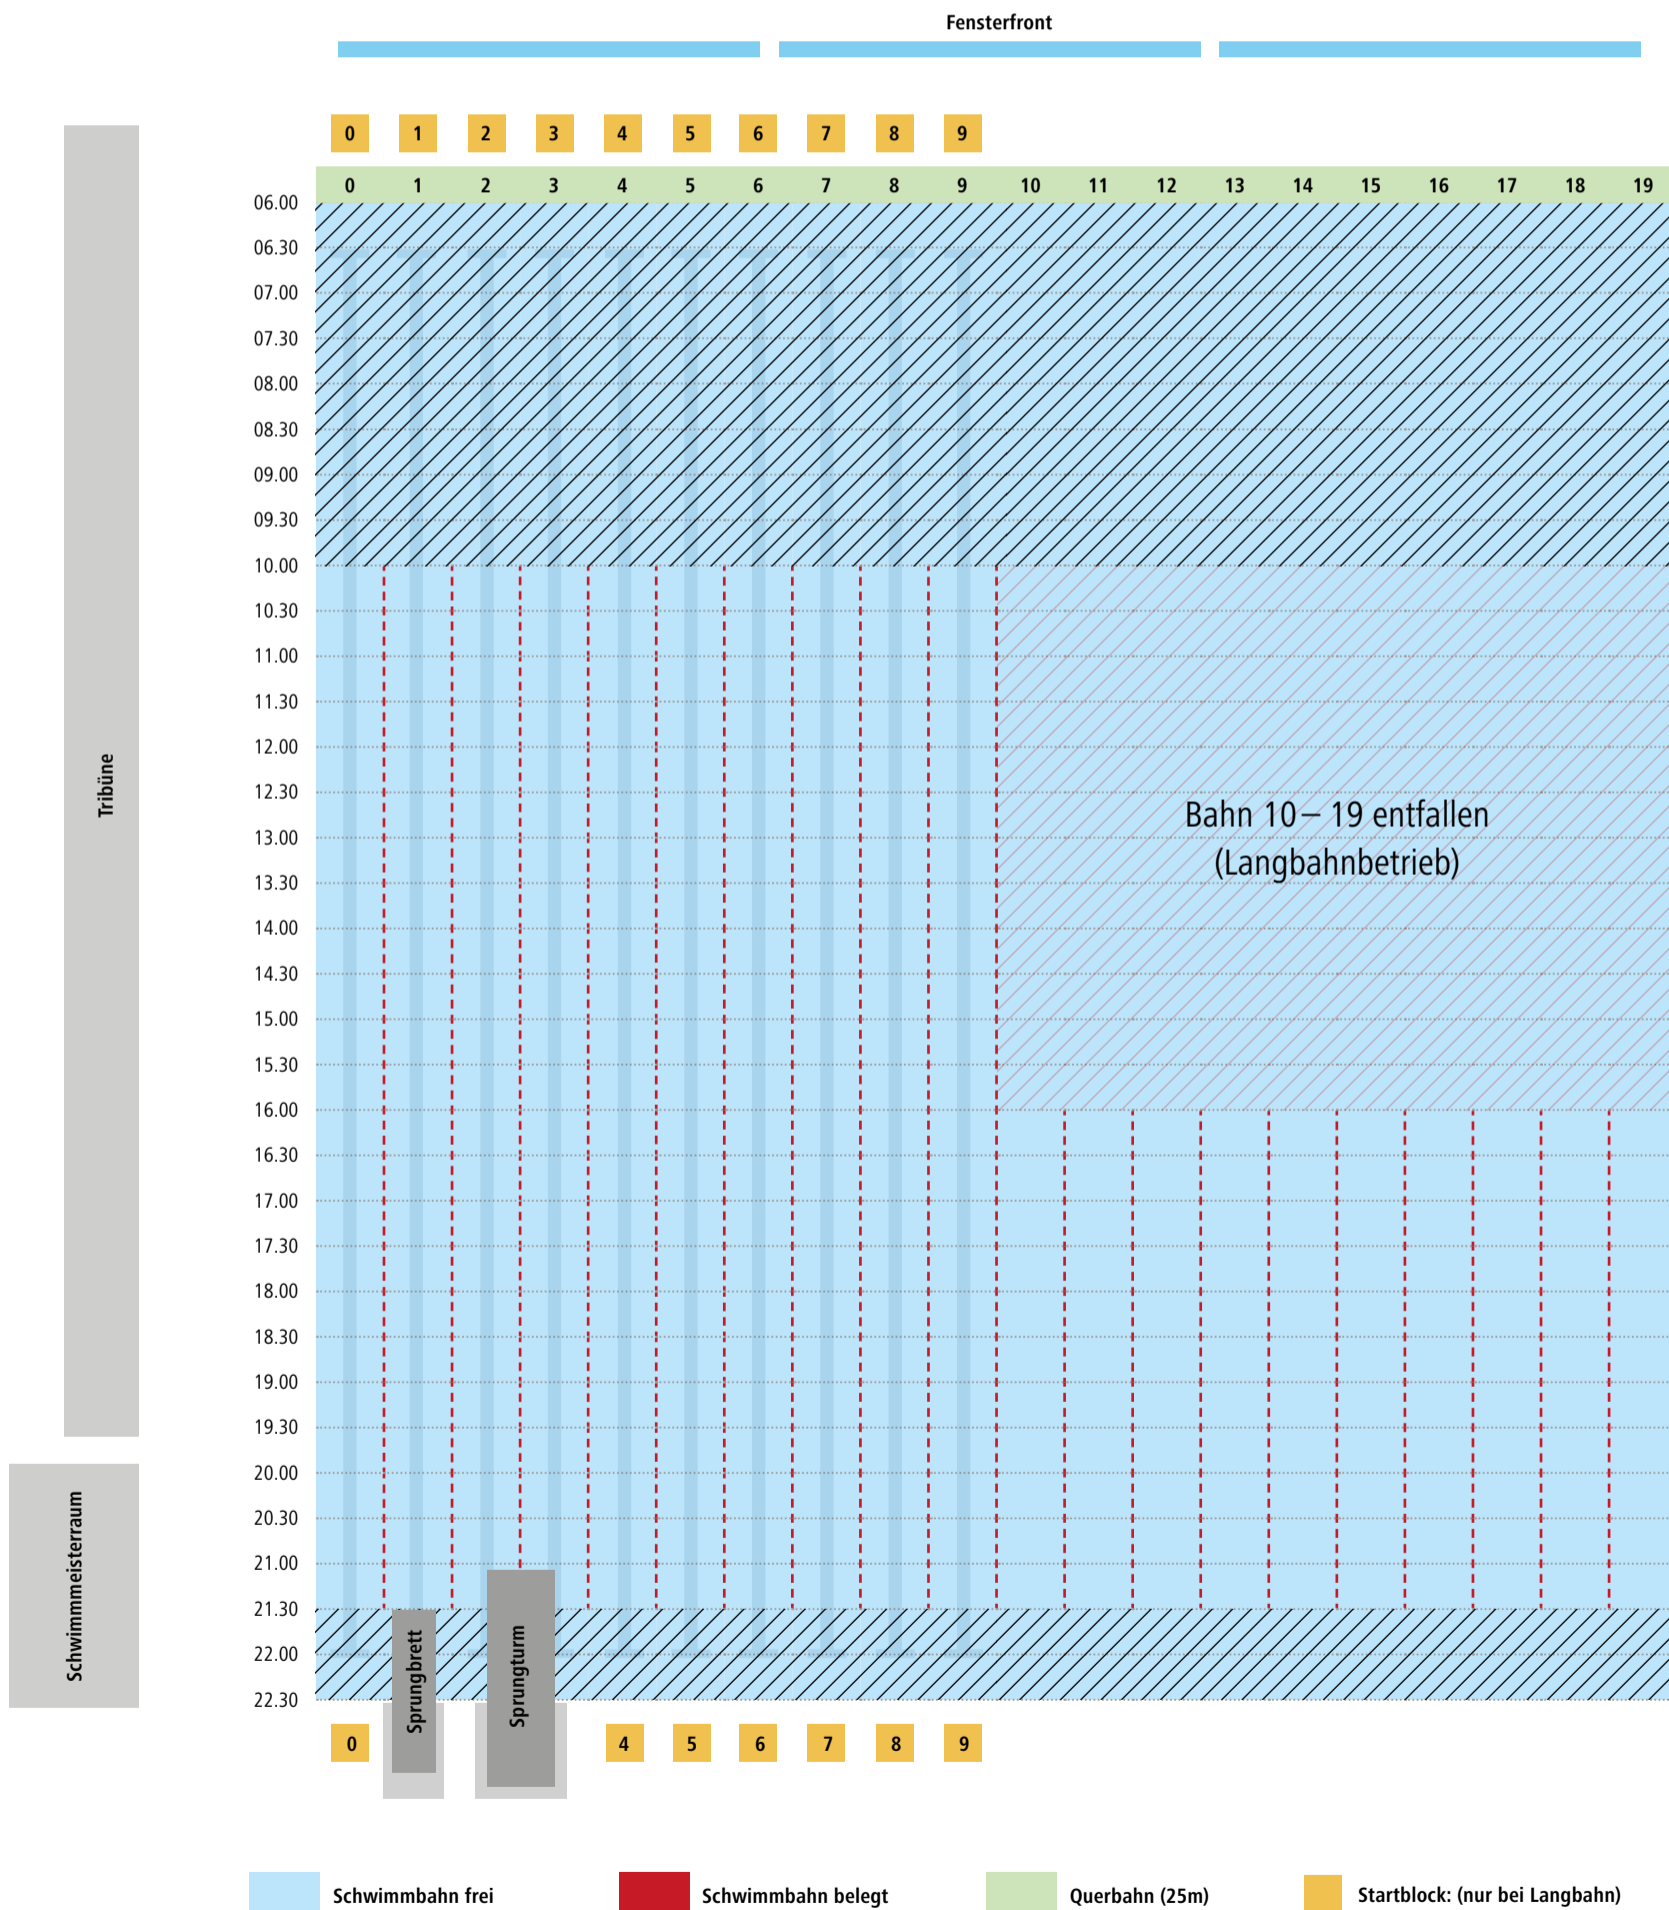 Fensterfront
0 1 2 3 4 5 6 7 8 9
0 1 2 3 4 5 6 7 8 9 10 11 12 13 14 15 16 17 18 19
06.00
06.30
07.00
07.30
08.00
08.30
09.00
09.30
10.00
10.30
11.00
11.30
12.00
12.30
13.00
13.30
14.00
14.30
15.00
15.30
16.00
16.30
17.00
17.30
18.00
18.30
19.00
19.30
20.00
20.30
21.00
21.30
22.00
22.30
Tribüne
Schwimmmeisterraum
Bahn 10 – 19 entfallen
(Langbahnbetrieb)
Sprungbrett
Sprungturm
0 4 5 6 7 8 9
Schwimmbahn frei
Schwimmbahn belegt
Querbahn (25m)
Startblock: (nur bei Langbahn)